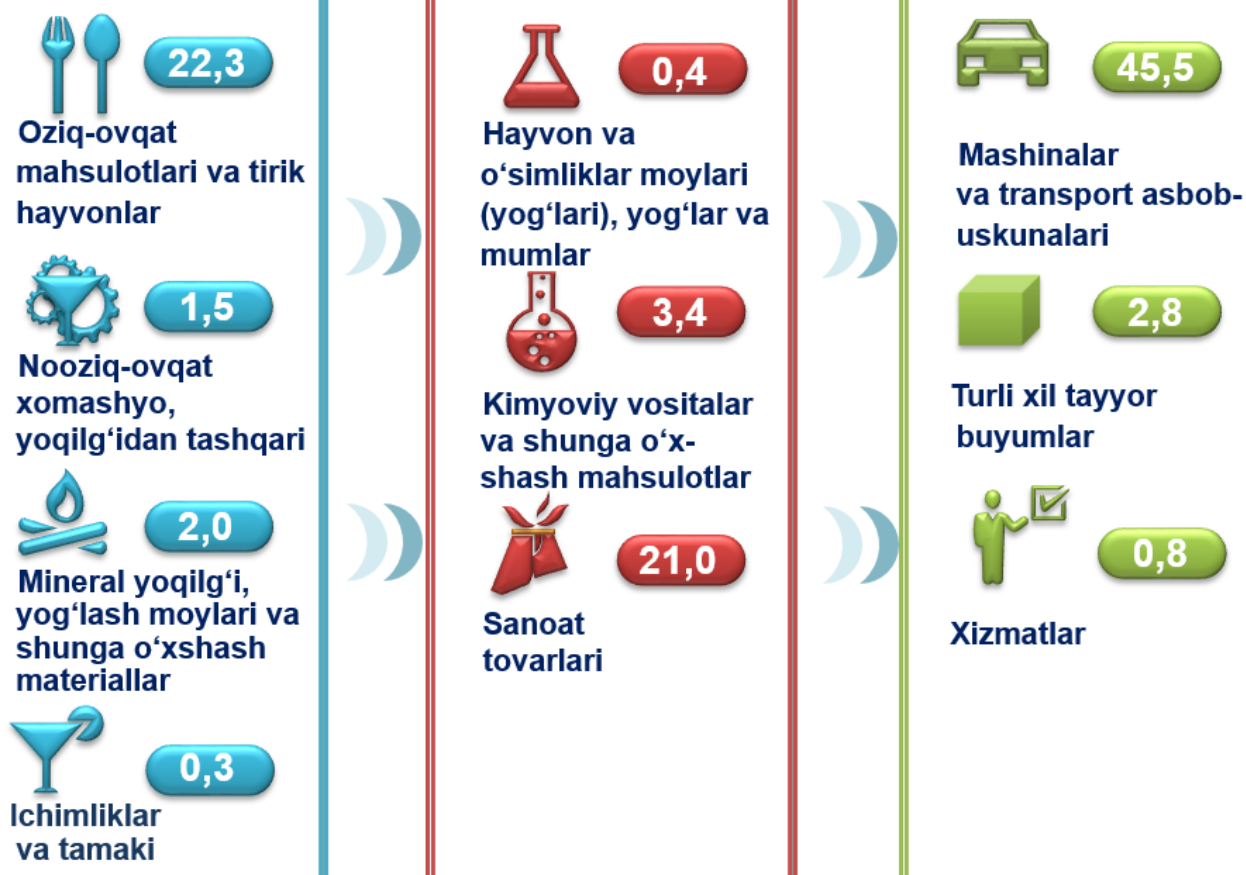 22,3
Oziq-ovqat
mahsulotlari va tirik
hayvonlar
1,5
Nooziq-ovqat
xomashyo,
yoqilg‘idan tashqari
2,0
Mineral yoqilg‘i,
yog‘lash moylari va
shunga o‘xshash
materiallar
0,3
Ichimliklar
va tamaki
0,4
Hayvon va
o‘simliklar moylari
(yog‘lari), yog‘lar va
mumlar
3,4
Kimyoviy vositalar
va shunga o‘x-
shash mahsulotlar
21,0
Sanoat
tovarlari
45,5
Mashinalar
va transport asbob-
uskunalari
2,8
Turli xil tayyor
buyumlar
0,8
Xizmatlar